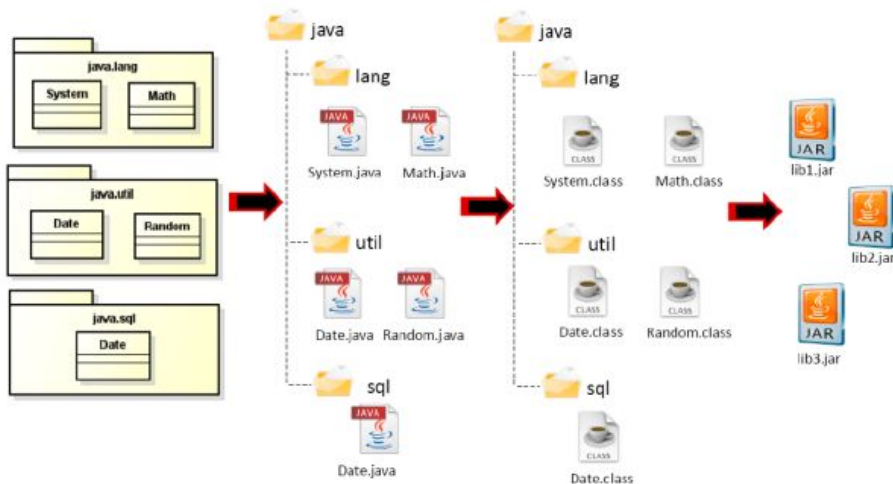 java.lang
System
Math
java.util
Date
Random
java.sql
Date
java
lang
JAVA
JAVA
System.java
Math.java
util
JAVA
JAVA
Date.java
Random.java
sql
JAVA
Date.java
java
lang
CLASS
CLASS
System.class
Math.class
util
CLASS
CLASS
Date.class
Random.class
sql
CLASS
Date.class
JAR
lib1.jar
JAR
lib2.jar
JAR
lib3.jar